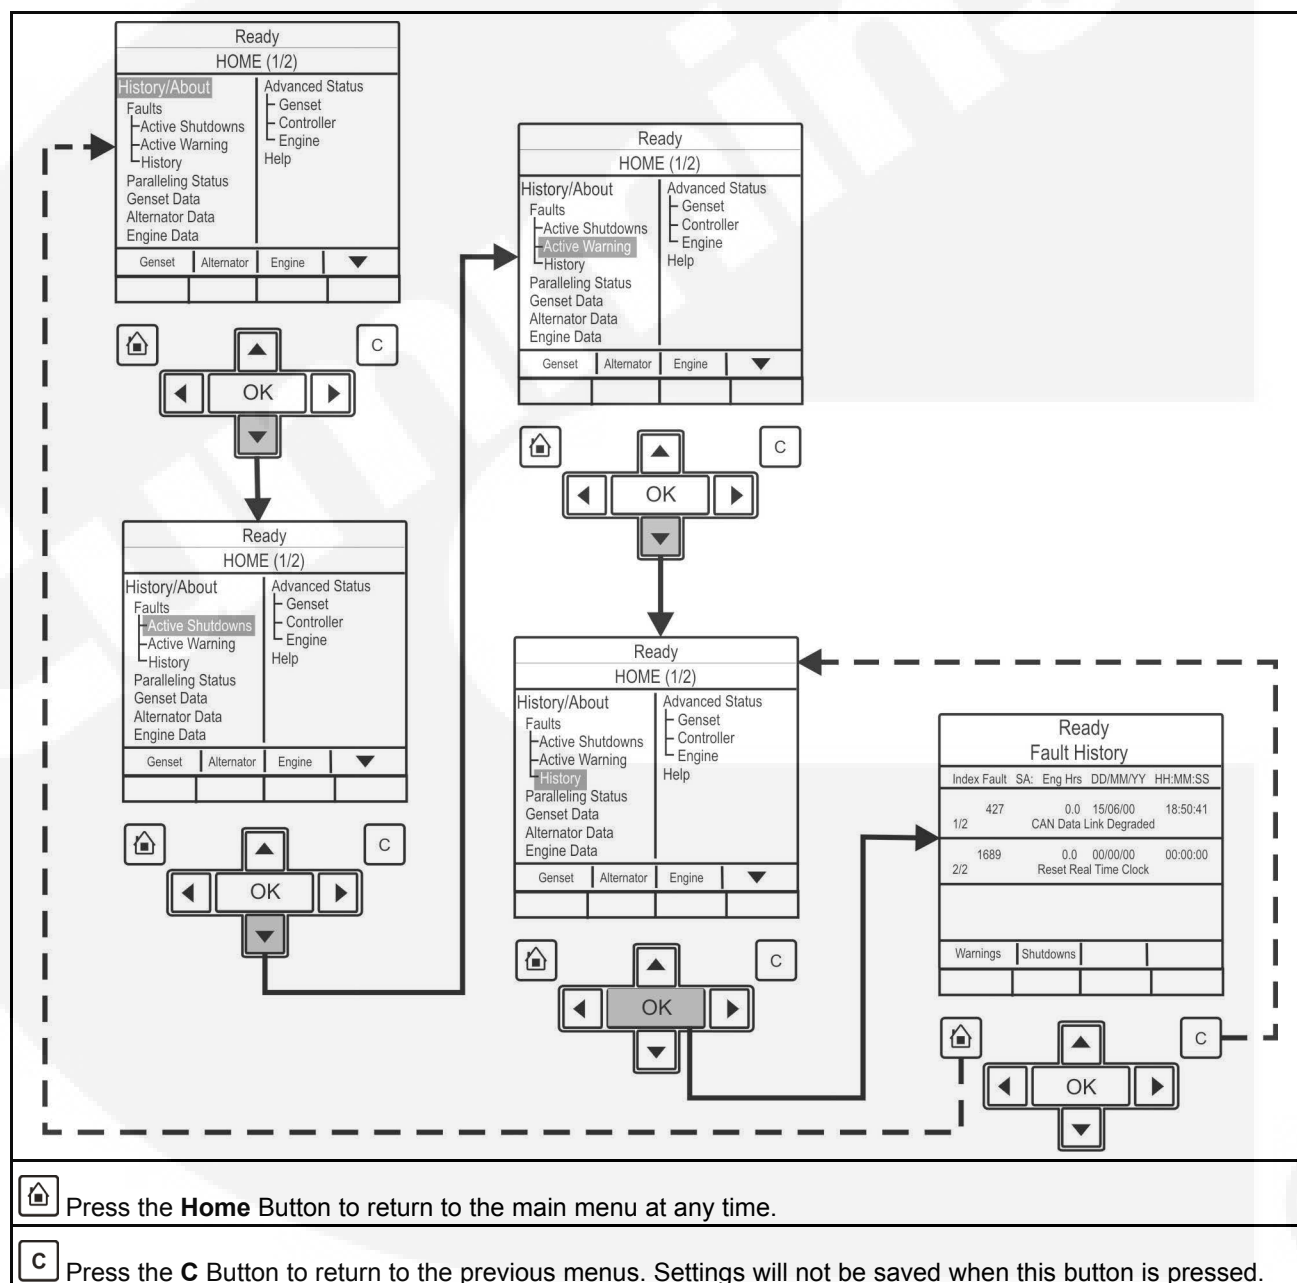 Ready
HOME (1/2)
History/About
Faults
Active Shutdowns
Active Warning
History
Paralleling Status
Genset Data
Alternator Data
Engine Data
Advanced Status
Genset
Controller
Engine
Help
Genset Alternator Engine
C
OK
Ready
HOME (1/2)
History/About
Faults
Active Shutdowns
Active Warning
History
Paralleling Status
Genset Data
Alternator Data
Engine Data
Advanced Status
Genset
Controller
Engine
Help
Genset Alternator Engine
C
OK
Ready
HOME (1/2)
History/About
Faults
Active Shutdowns
Active Warning
History
Paralleling Status
Genset Data
Alternator Data
Engine Data
Advanced Status
Genset
Controller
Engine
Help
Genset Alternator Engine
C
OK
Ready
HOME (1/2)
History/About
Faults
Active Shutdowns
Active Warning
History
Paralleling Status
Genset Data
Alternator Data
Engine Data
Advanced Status
Genset
Controller
Engine
Help
Genset Alternator Engine
C
OK
Ready
Fault History
Index Fault SA: Eng Hrs DD/MM/YY HH:MM:SS
427 0.0 15/06/00 18:50:41
1/2 CAN Data Link Degraded
1689 0.0 00/00/00 00:00:00
2/2 Reset Real Time Clock
Warnings Shutdowns
C
OK
Press the Home Button to return to the main menu at any time.
C Press the C Button to return to the previous menus. Settings will not be saved when this button is pressed.
Cummins